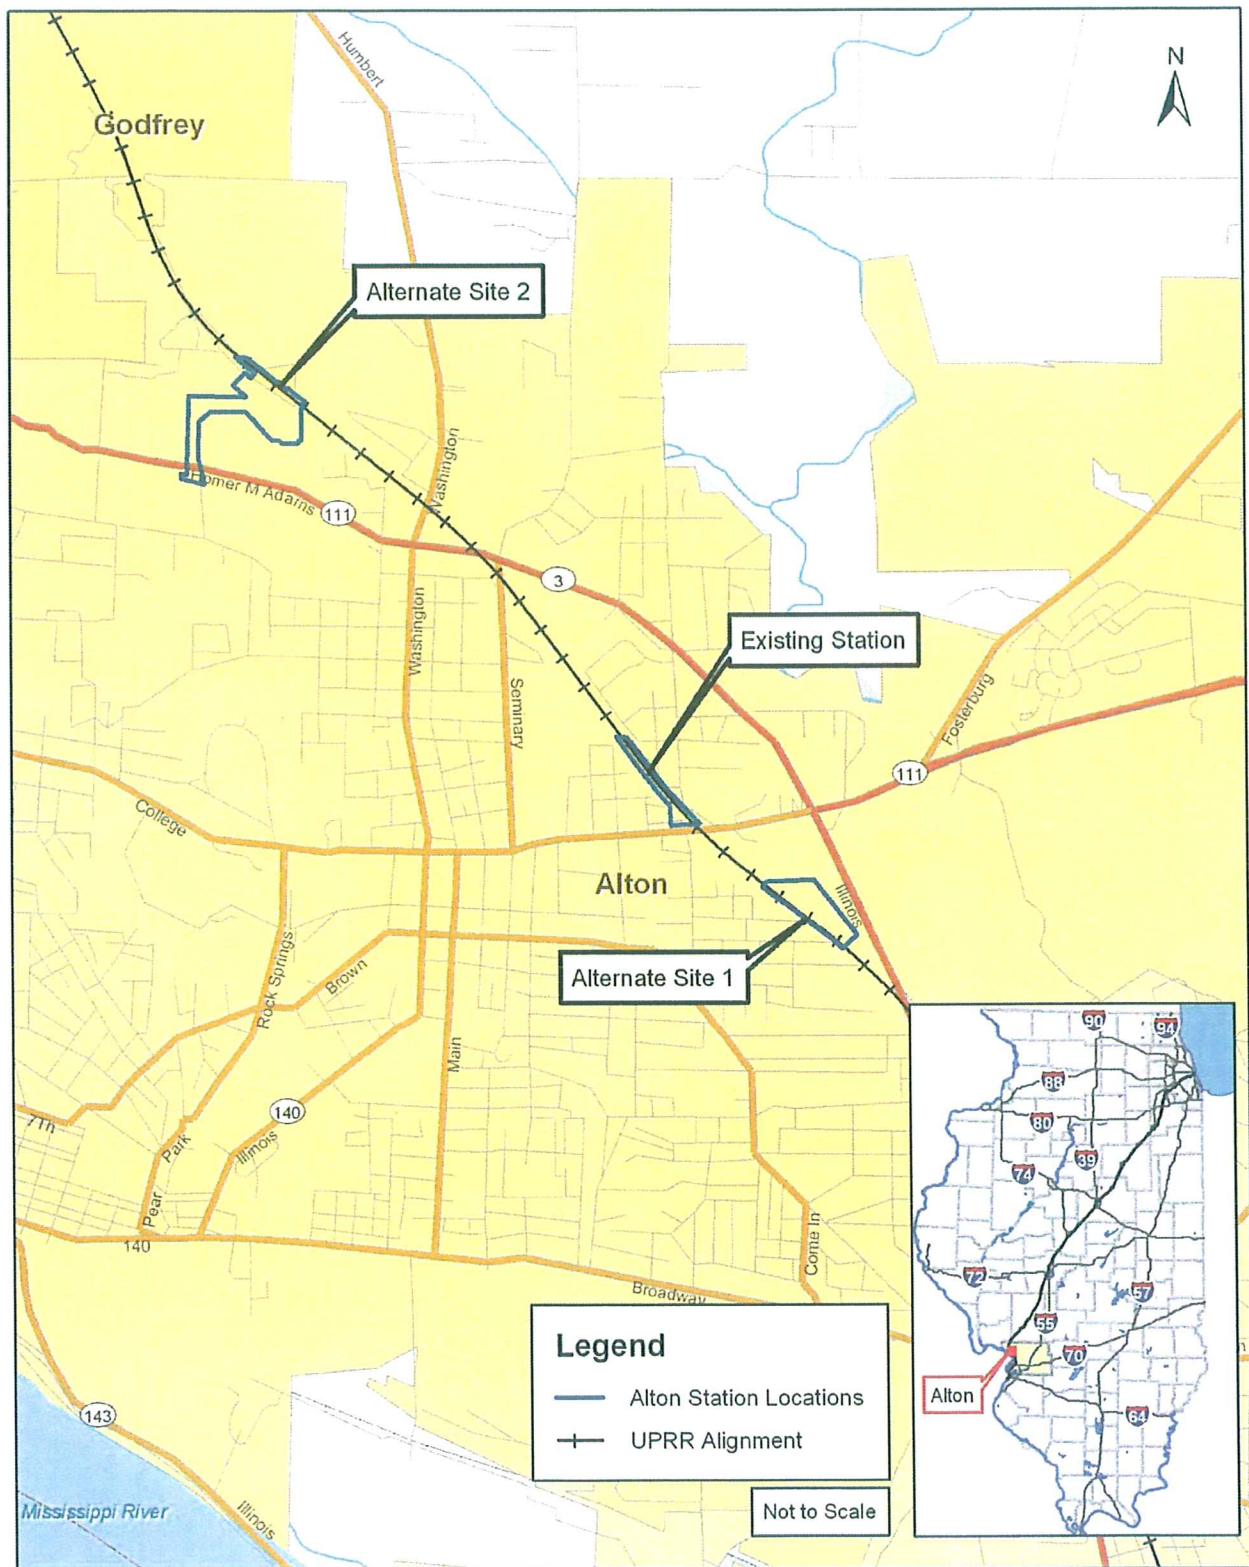 Humbert
N
Godfrey
Alternate Site 2
Washington
Homer M Adams
111
3
Washington
Existing Station
Seminary
Fosterburg
111
College
Alton
Illinois
Alternate Site 1
Rock Springs
Brown
Main
140
7Th
Park
Illinois
Pear
140
Come In
Broadway
90
94
88
80
39
74
72
57
55
70
Alton
64
Legend
Alton Station Locations
UPRR Alignment
143
Not to Scale
Mississippi River
Illinois